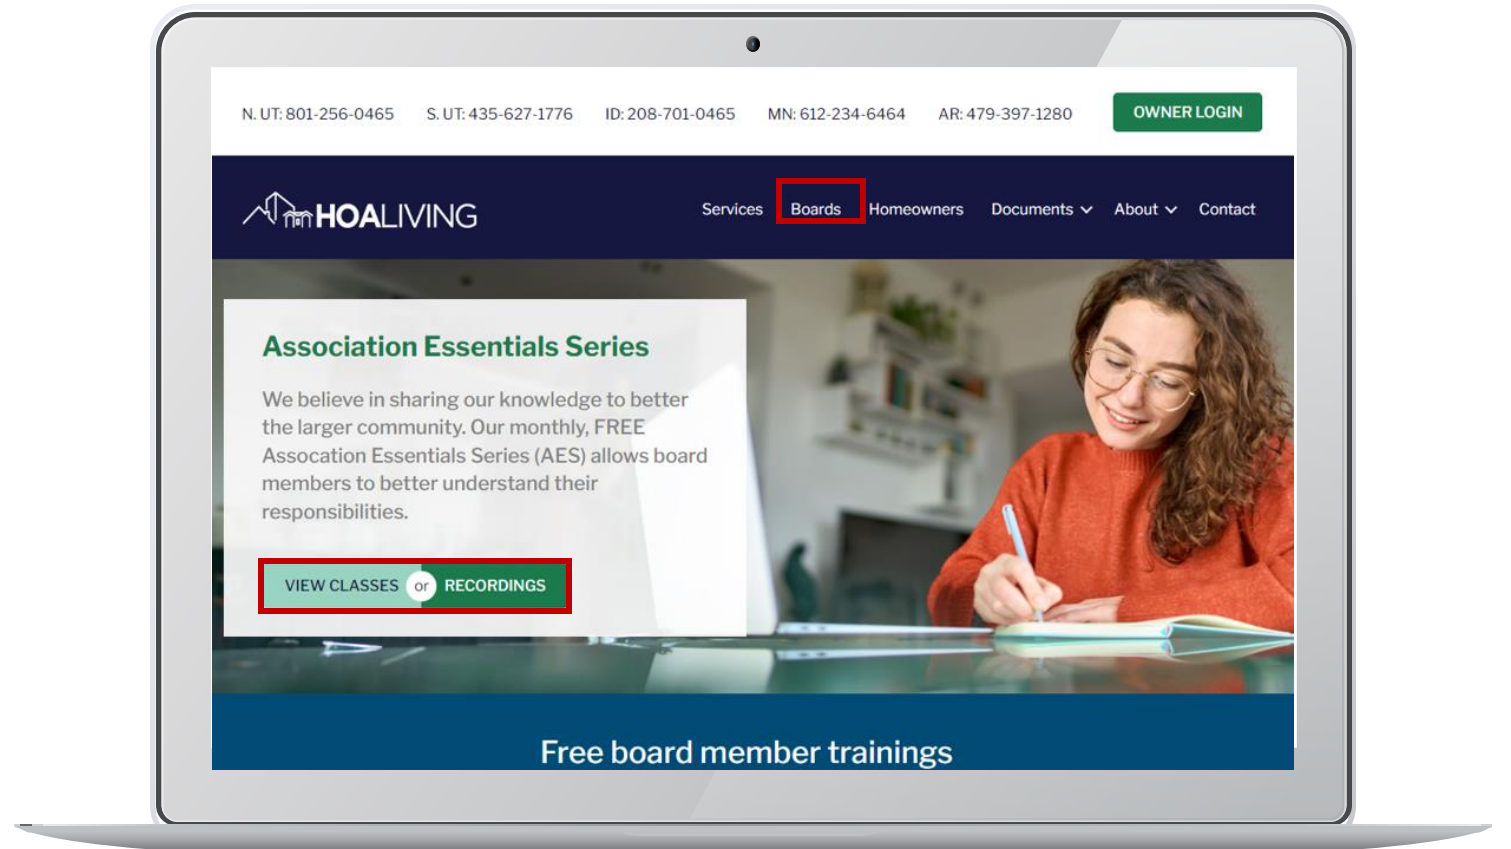 N. UT: 801-256-0465 S. UT: 435-627-1776 ID: 208-701-0465 MN: 612-234-6464 AR: 479-397-1280 OWNER LOGIN
HOALIVING Services Boards Homeowners Documents About Contact
Association Essentials Series
We believe in sharing our knowledge to better
the larger community. Our monthly, FREE
Assocation Essentials Series (AES) allows board
members to better understand their
responsibilities.
VIEW CLASSES or RECORDINGS
Free board member trainings